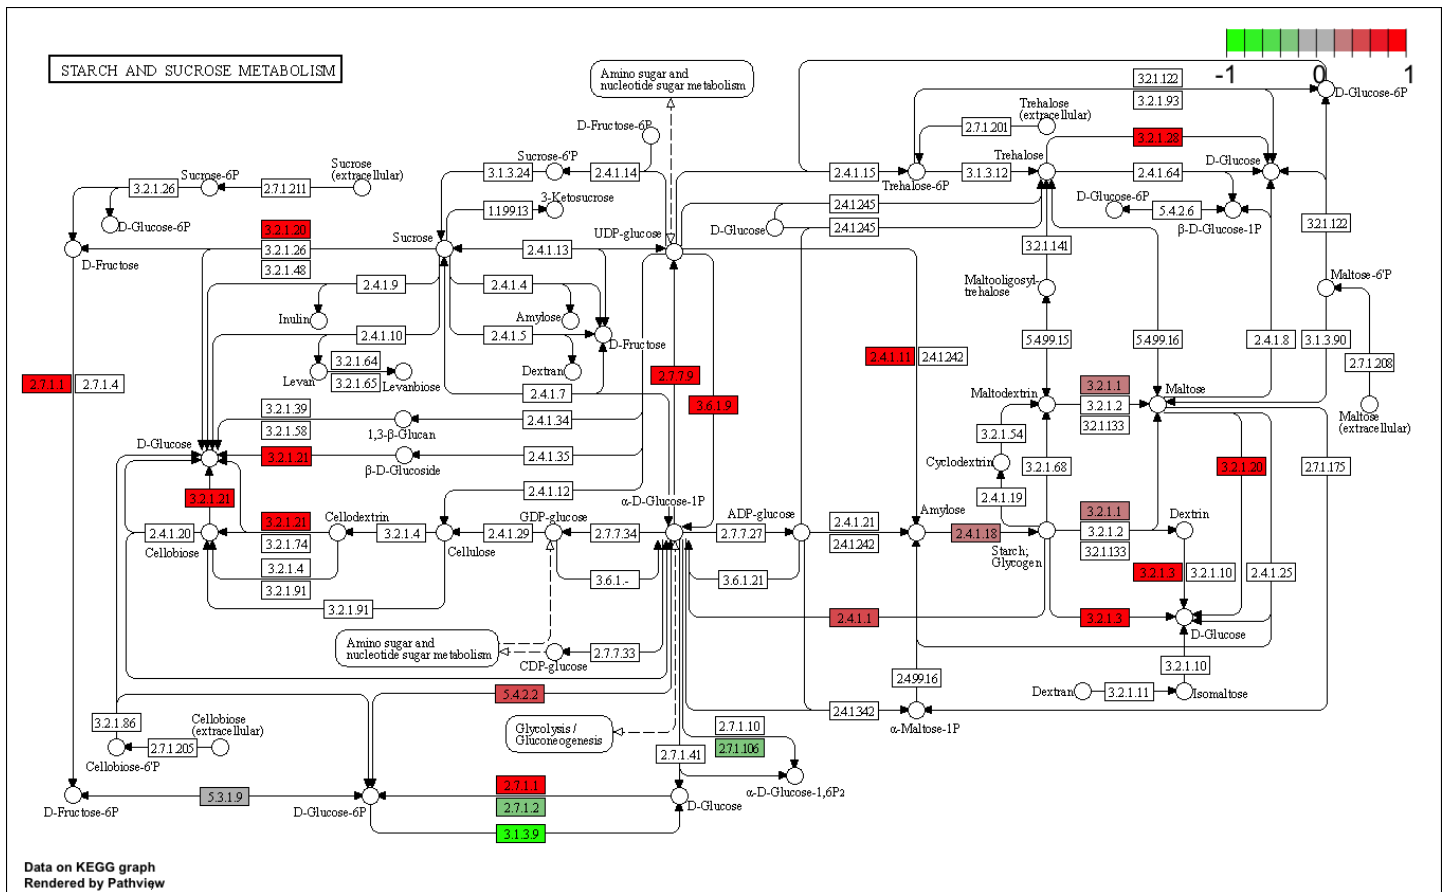 STARCH AND SUCROSE METABOLISM
-1
0
1
Amino sugar and
nucleotide sugar metabolism
3.2.1.122
3.2.1.93
D-Glucose-6P
Trehalose
(extracellular)
2.7.1.201
D-Fructose-6P
3.2.1.28
Sucrose-6'P
3.1.3.24
2.4.1.14
Trehalose
D-Glucose
2.4.1.15
3.1.3.12
2.4.1.64
Trehalose-6P
Sucrose
(extracellular)
Sucrose-6P
3.2.1.26
2.7.1.211
D-Glucose-6P
3-Ketosucrose
1.1.99.13
2.4.1.245
2.4.1.245
D-Glucose
D-Glucose-6P
5.4.2.6
β-D-Glucose-1P
3.2.1.122
3.2.1.20
3.2.1.26
3.2.1.48
D-Fructose
Sucrose
2.4.1.13
UDP-glucose
3.2.1.141
2.4.1.9
2.4.1.4
Inulin
Amylose
Maltooligosyl-
trehalose
Maltose-6'P
2.4.1.10
2.4.1.5
D-Fructose
5.4.99.15
5.4.99.16
2.4.1.8
3.1.3.90
2.7.1.208
3.2.1.64
3.2.1.65
Levan
Levanbiose
Dextran
2.4.1.11
2.4.1.242
2.7.1.1
2.7.1.4
2.7.7.9
2.4.1.7
3.6.1.9
Maltodextrin
3.2.1.1
3.2.1.2
3.2.1.133
Maltose
Maltose
(extracellular)
3.2.1.39
3.2.1.58
1,3-β-Glucan
2.4.1.34
3.2.1.54
D-Glucose
3.2.1.21
β-D-Glucoside
2.4.1.35
Cyclodextrin
3.2.1.68
3.2.1.20
2.7.1.175
3.2.1.21
2.4.1.12
2.4.1.19
α-D-Glucose-1P
2.4.1.20
Cellobiose
3.2.1.21
3.2.1.74
Cellodextrin
3.2.1.4
Cellulose
2.4.1.29
GDP-glucose
2.7.7.34
2.7.7.27
ADP-glucose
2.4.1.21
2.4.1.242
Amylose
2.4.1.18
Starch;
Glycogen
3.2.1.1
3.2.1.2
3.2.1.133
Dextrin
3.2.1.4
3.2.1.91
3.2.1.91
3.6.1.-
3.6.1.21
3.2.1.3
3.2.1.10
2.4.1.25
2.4.1.1
3.2.1.3
D-Glucose
Amino sugar and
nucleotide sugar metabolism
CDP-glucose
2.7.7.33
3.2.1.10
2.4.99.16
5.4.2.2
Dextran
3.2.1.11
Isomaltose
2.4.1.342
α-Maltose-1P
3.2.1.86
Cellobiose
(extracellular)
2.7.1.205
Cellobiose-6'P
Glycolysis /
Gluconeogenesis
2.7.1.10
2.7.1.106
2.7.1.41
α-D-Glucose-1,6P2
D-Fructose-6P
5.3.1.9
D-Glucose-6P
2.7.1.1
2.7.1.2
3.1.3.9
D-Glucose
Data on KEGG graph
Rendered by Pathview